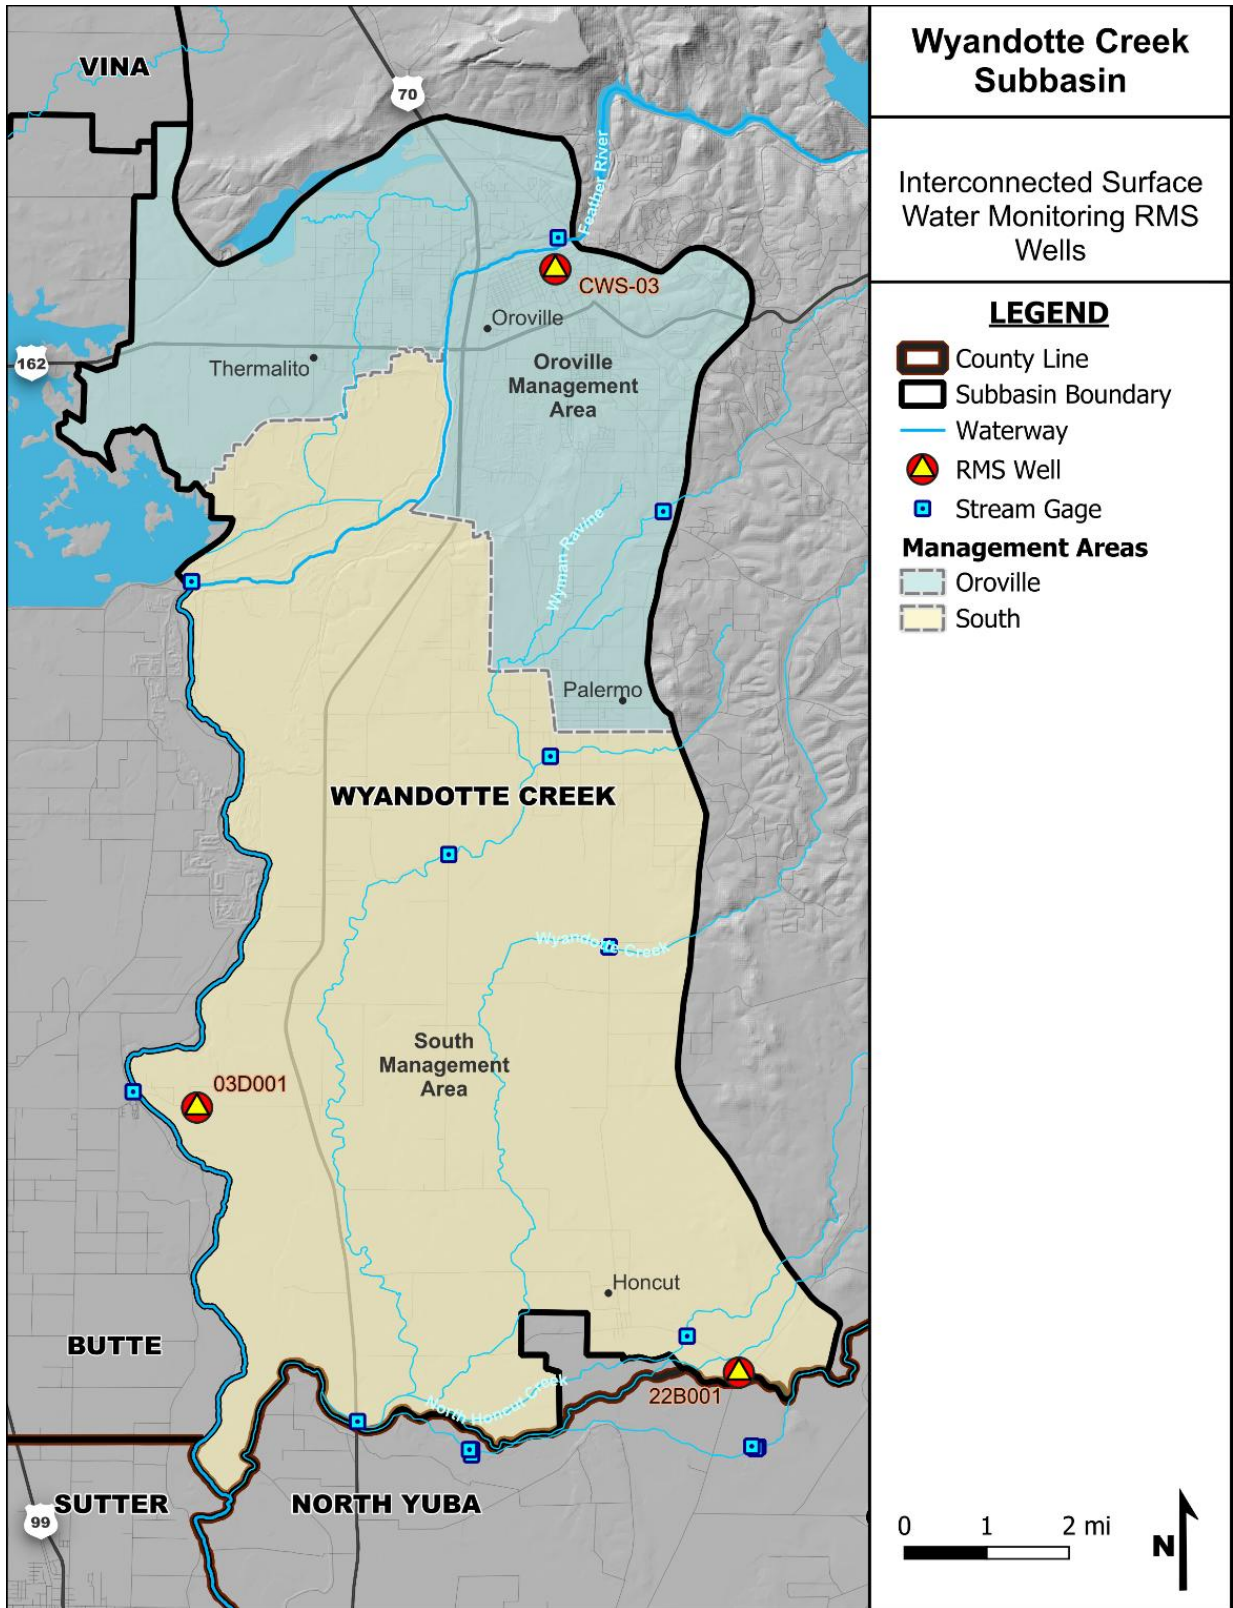 Wyandotte Creek
Subbasin
Interconnected Surface
Water Monitoring RMS
Wells
LEGEND
County Line
Subbasin Boundary
Waterway
RMS Well
Stream Gage
Management Areas
Oroville
South
0 1 2 mi
N
VINA
70
Feather River
CWS-03
Oroville
162
Thermalito
Oroville
Management
Area
Wyman Ravine
Palermo
WYANDOTTE CREEK
Wyandotte Creek
South
Management
Area
03D001
Honcut
BUTTE
22B001
North Honcut Creek
SUTTER
NORTH YUBA
99